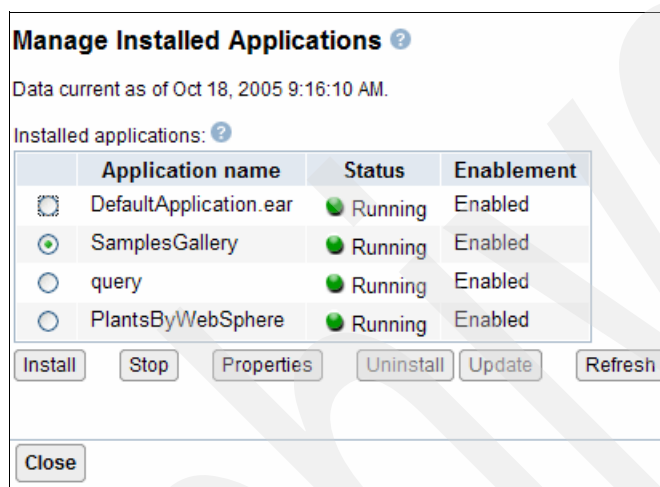 Manage Installed Applications ?
Data current as of Oct 18, 2005 9:16:10 AM.
Installed applications: ?
Application name Status Enablement
DefaultApplication.ear Running Enabled
SamplesGallery Running Enabled
query Running Enabled
PlantsByWebSphere Running Enabled
Install Stop Properties Uninstall Update Refresh
Close